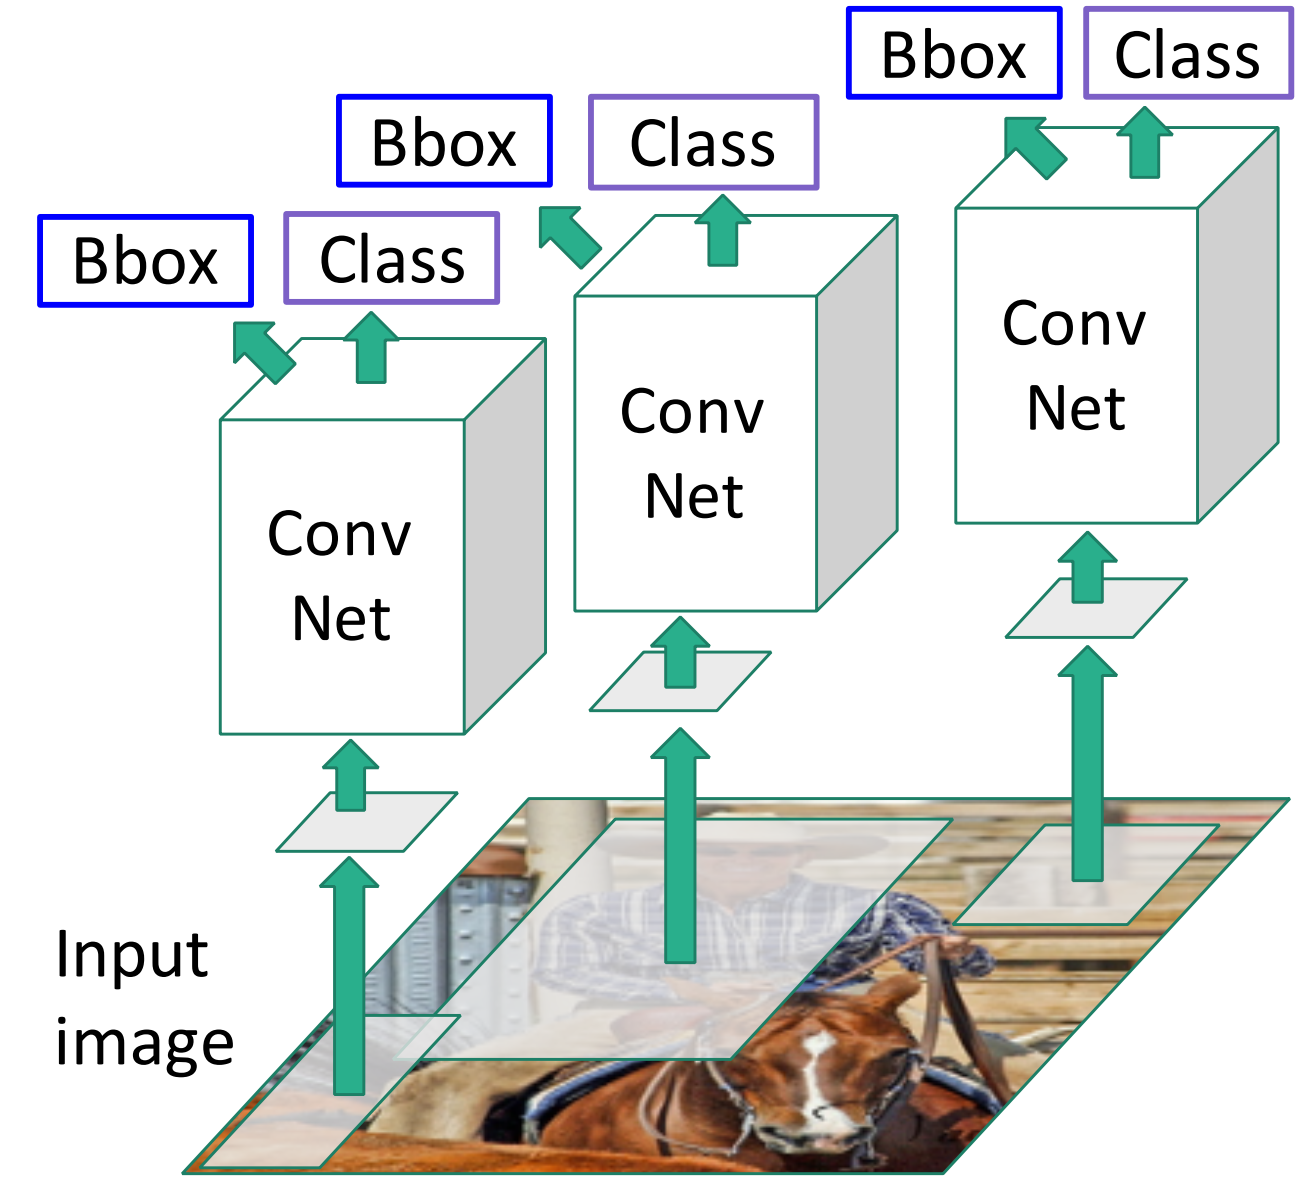 Bbox Class
Bbox Class
Bbox Class
Conv
Net
Conv
Net
Conv
Net
Input
image